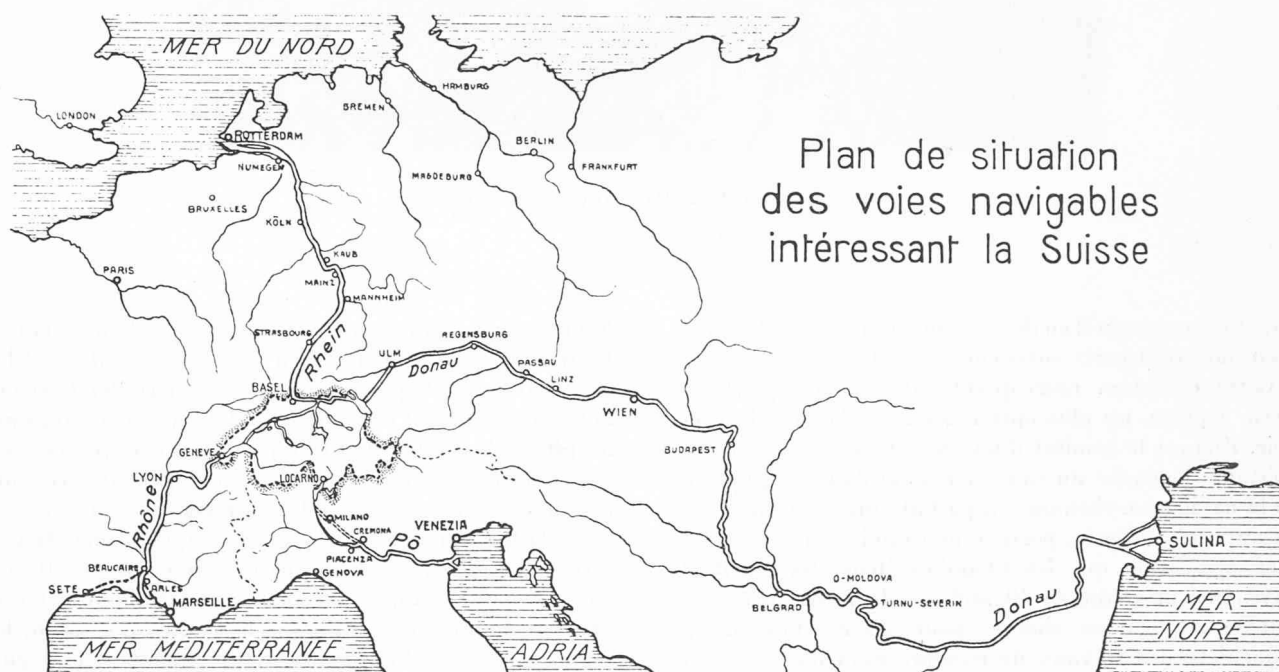 MER DU NORD
HAMBURG
BREMEN
LONDON
ROTTERDAM
BERLIN
NUMEGEN
MAGDEBURG
FRANKFURT
BRUXELLES
KÖLN
Plan de situation
des voies navigables
intéressant la Suisse
KAUB
PARIS
MAINZ
MANNHEIM
STRASBOURG
Rhein
REGENSBURG
ULM
Donau
PASSAU
LINZ
BASEL
WIEN
BUDAPEST
GENEVE
LYON
LOCARNO
Rhône
MILANO
CREMONA
VENEZIA
Pô
PIACENZA
GENOVA
BEAUCAIRE
SETE
ARLES
MARSEILLE
SULINA
O-MOLDOVA
BELGRAD
TURNU-SEVERIN
Donau
MER
NOIRE
MER MEDITERRANEE
ADRIA